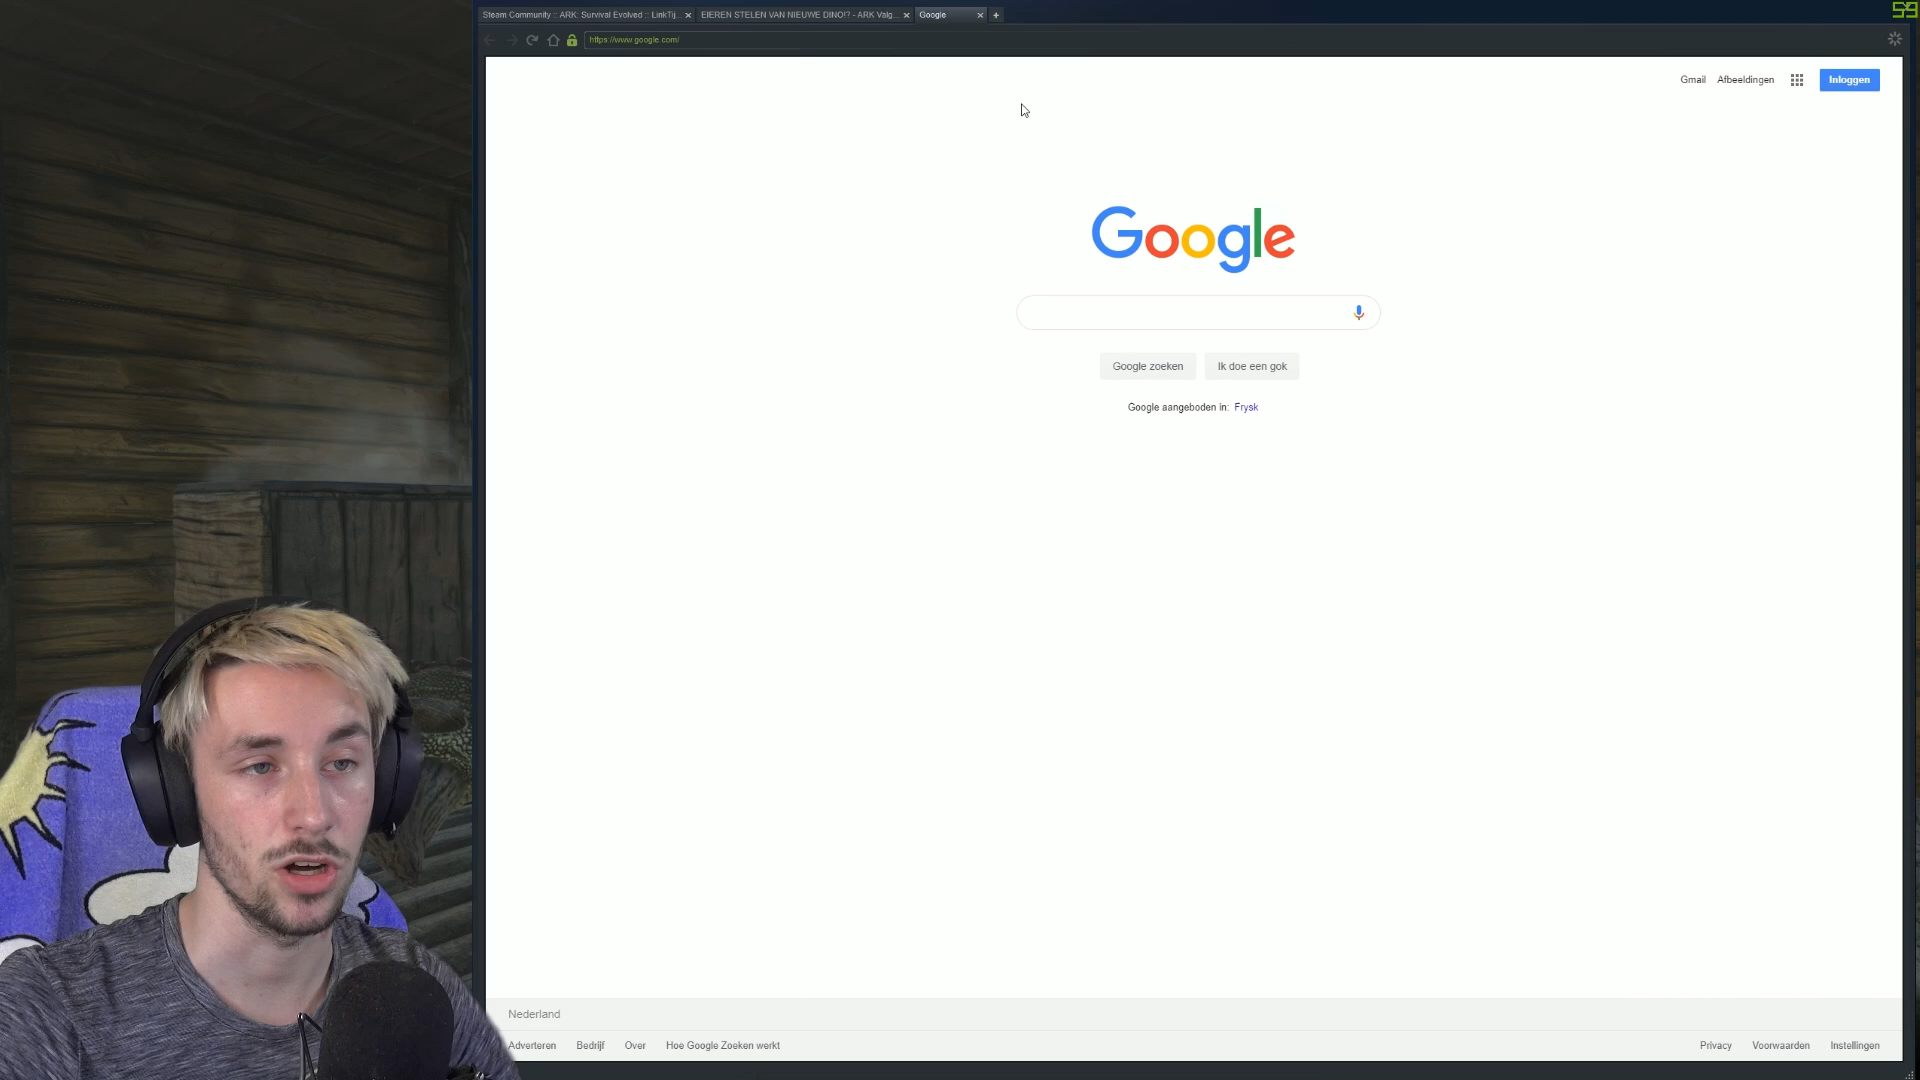 Steam Community :: ARK: Survival Evolved :: LinkTij...
EIEREN STELEN VAN NIEUWE DINO!? - ARK Valg...
Google
59
https://www.google.com/
Gmail
Afbeeldingen
Inloggen
Google
Google zoeken
Ik doe een gok
Google aangeboden in: Frysk
Nederland
Adverteren
Bedrijf
Over
Hoe Google Zoeken werkt
Privacy
Voorwaarden
Instellingen